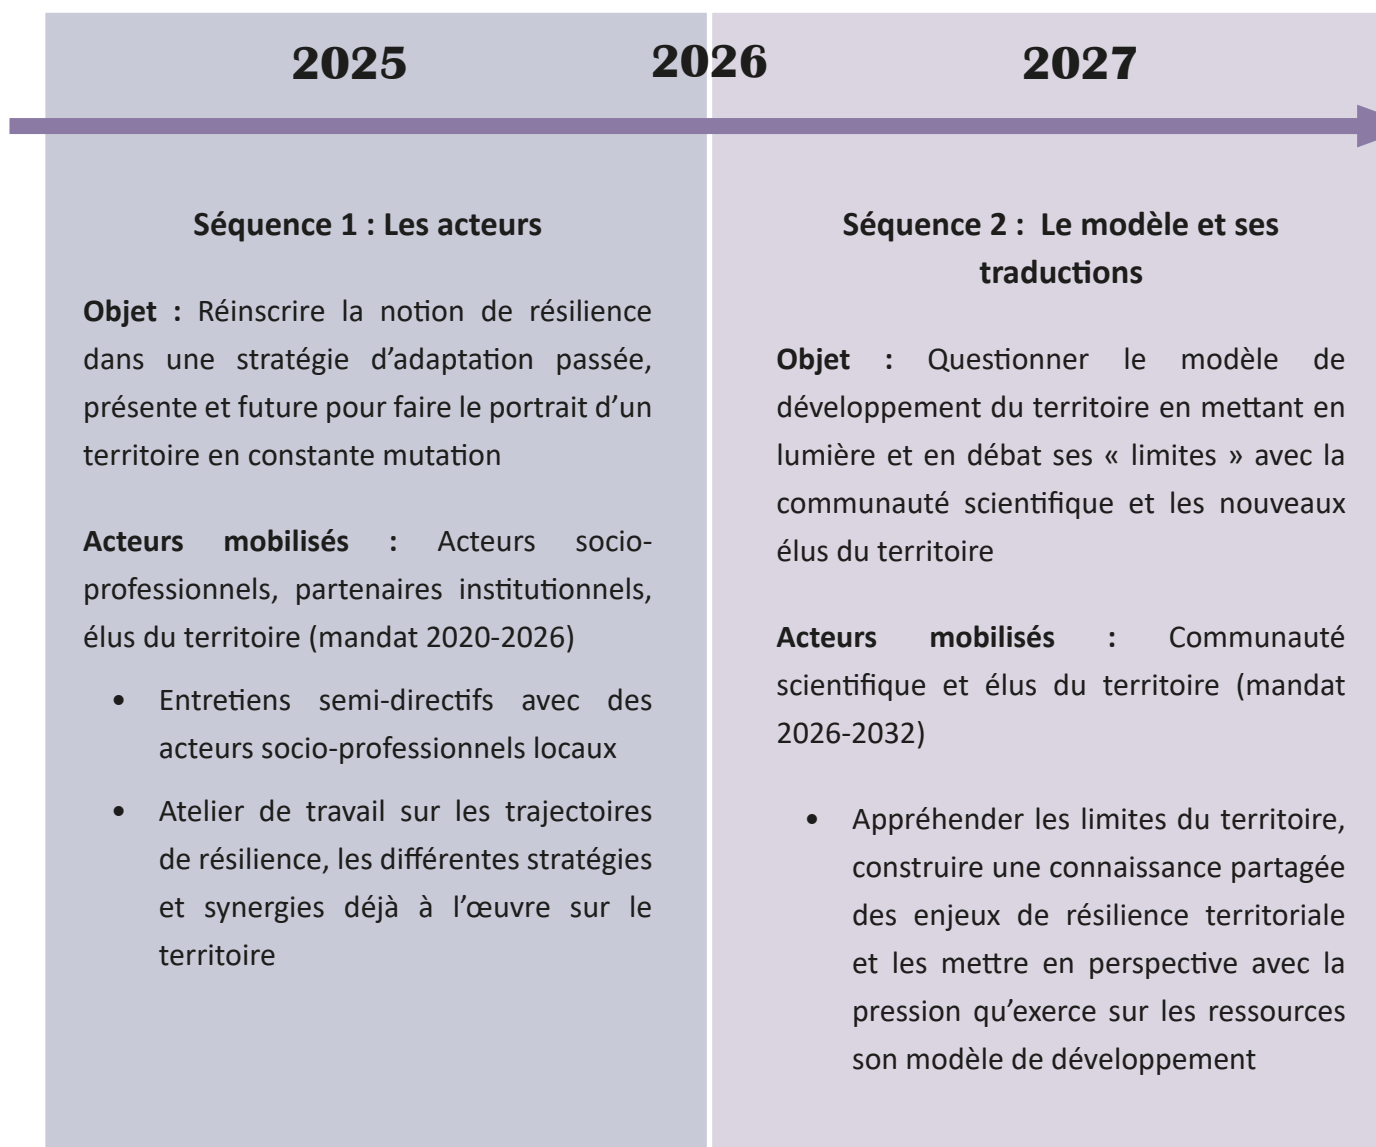 2025
2026
2027
Séquence 1 : Les acteurs
Objet : Réinscrire la notion de résilience
dans une stratégie d’adaptation passée,
présente et future pour faire le portrait d’un
territoire en constante mutation
Acteurs mobilisés : Acteurs socio-
professionnels, partenaires institutionnels,
élus du territoire (mandat 2020-2026)
• Entretiens semi-directifs avec des
acteurs socio-professionnels locaux
• Atelier de travail sur les trajectoires
de résilience, les différentes stratégies
et synergies déjà à l’œuvre sur le
territoire
Séquence 2 : Le modèle et ses
traductions
Objet : Questionner le modèle de
développement du territoire en mettant en
lumière et en débat ses « limites » avec la
communauté scientifique et les nouveaux
élus du territoire
Acteurs mobilisés : Communauté
scientifique et élus du territoire (mandat
2026-2032)
• Appréhender les limites du territoire,
construire une connaissance partagée
des enjeux de résilience territoriale
et les mettre en perspective avec la
pression qu’exerce sur les ressources
son modèle de développement